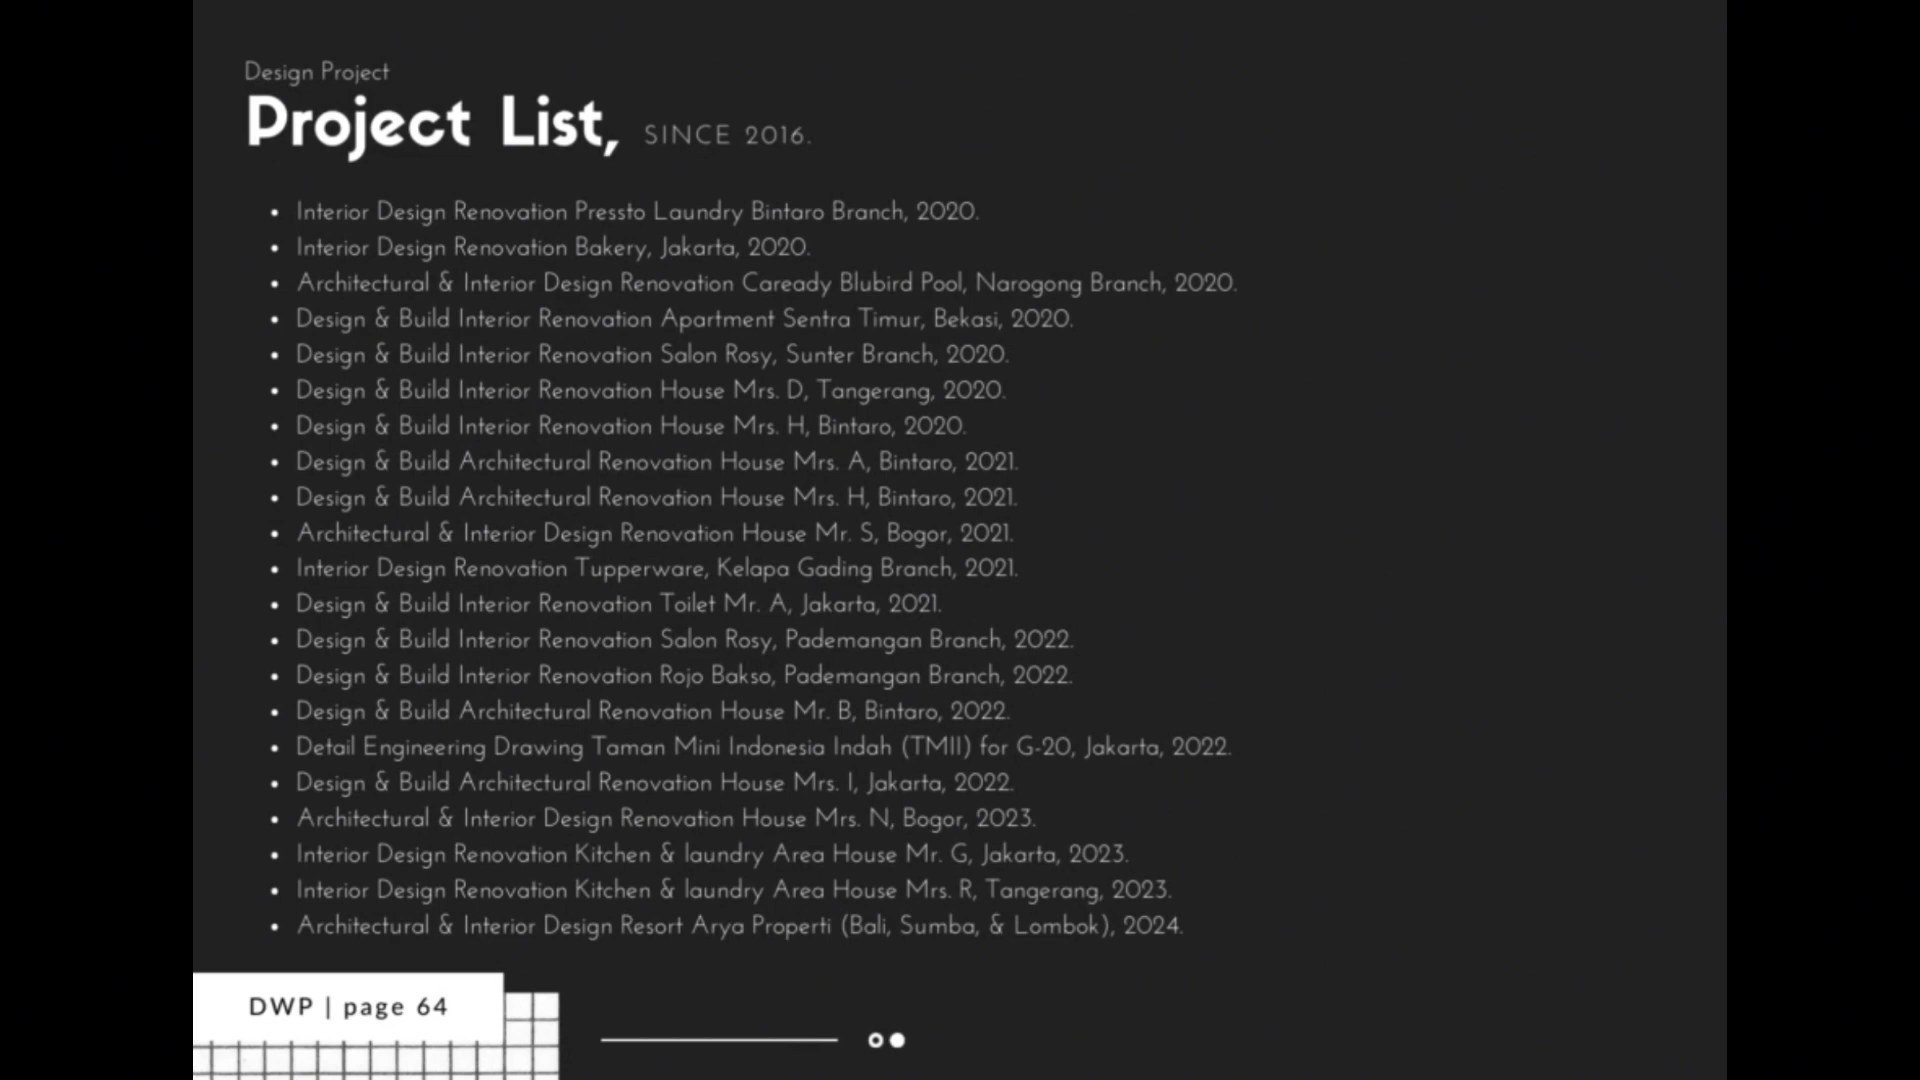 Design Project
Project List, SINCE 2016.
• Interior Design Renovation Pressto Laundry Bintaro Branch, 2020.
• Interior Design Renovation Bakery, Jakarta, 2020.
• Architectural & Interior Design Renovation Caready Blubird Pool, Narogong Branch, 2020.
• Design & Build Interior Renovation Apartment Sentra Timur, Bekasi, 2020.
• Design & Build Interior Renovation Salon Rosy, Sunter Branch, 2020.
• Design & Build Interior Renovation House Mrs. D, Tangerang, 2020.
• Design & Build Interior Renovation House Mrs. H, Bintaro, 2020.
• Design & Build Architectural Renovation House Mrs. A, Bintaro, 2021.
• Design & Build Architectural Renovation House Mrs. H, Bintaro, 2021.
• Architectural & Interior Design Renovation House Mr. S, Bogor, 2021.
• Interior Design Renovation Tupperware, Kelapa Gading Branch, 2021.
• Design & Build Interior Renovation Toilet Mr. A, Jakarta, 2021.
• Design & Build Interior Renovation Salon Rosy, Pademangan Branch, 2022.
• Design & Build Interior Renovation Rojo Bakso, Pademangan Branch, 2022.
• Design & Build Architectural Renovation House Mr. B, Bintaro, 2022.
• Detail Engineering Drawing Taman Mini Indonesia Indah (TMII) for G-20, Jakarta, 2022.
• Design & Build Architectural Renovation House Mrs. I, Jakarta, 2022.
• Architectural & Interior Design Renovation House Mrs. N, Bogor, 2023.
• Interior Design Renovation Kitchen & laundry Area House Mr. G, Jakarta, 2023.
• Interior Design Renovation Kitchen & laundry Area House Mrs. R, Tangerang, 2023.
• Architectural & Interior Design Resort Arya Properti (Bali, Sumba, & Lombok), 2024.
DWP | page 64